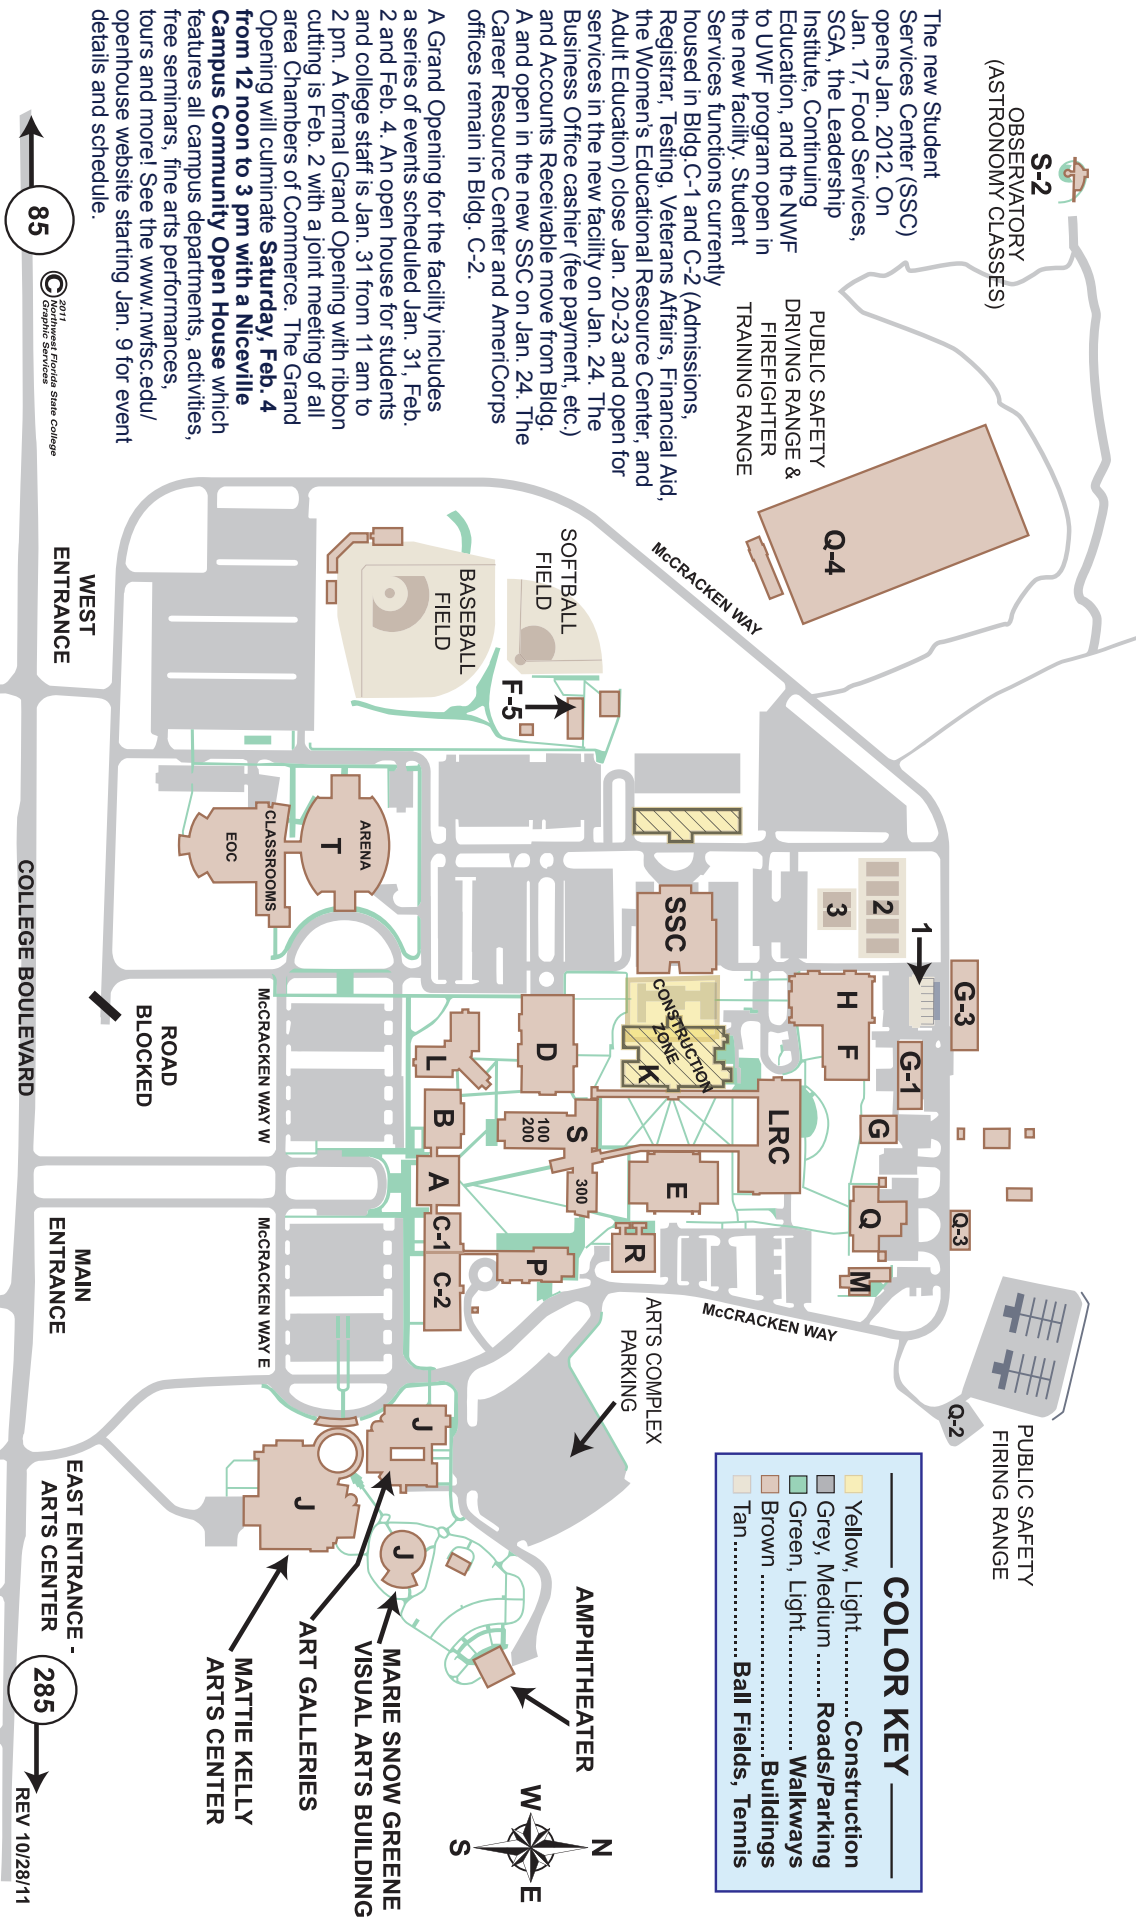 The new Student
Services Center (SSC)
opens Jan. 2012. On
Jan. 17, Food Services,
SGA, the Leadership
Institute, Continuing
Education, and the NWF
to UWF program open in
the new facility. Student
Services functions currently
housed in Bldg.C-1 and C-2 (Admissions,
Registrar, Testing, Veterans Affairs, Financial Aid,
the Women's Educational Resource Center, and
Adult Education) close Jan. 20-23 and open for
services in the new facility on Jan. 24. The
Business Office cashier (fee payment, etc.)
and Accounts Receivable move from Bldg.
A and open in the new SSC on Jan. 24. The
Career Resource Center and AmeriCorps
offices remain in Bldg. C-2.
A Grand Opening for the facility includes
a series of events scheduled Jan. 31, Feb.
2 and Feb. 4. An open house for students
and college staff is Jan. 31 from 11 am to
2 pm. A formal Grand Opening with ribbon
cutting is Feb. 2 with a joint meeting of all
area Chambers of Commerce. The Grand
Opening will culminate Saturday, Feb. 4
from 12 noon to 3 pm with a Niceville
Campus Community Open House which
features all campus departments, activities,
free seminars, fine arts performances,
tours and more! See the www.nwfsc.edu/
openhouse website starting Jan. 9 for event
details and schedule.
S-2
OBSERVATORY
(ASTRONOMY CLASSES)
PUBLIC SAFETY
DRIVING RANGE &
FIREFIGHTER
TRAINING RANGE
Q-4
McCRACKEN WAY
SOFTBALL
FIELD
BASEBALL
FIELD
F-5
85
©
2011
Northwest Florida State College
Graphic Services
WEST
ENTRANCE
ARENA
T
CLASSROOMS
EOC
COLLEGE BOULEVARD
ROAD
BLOCKED
1
2
3
SSC
CONSTRUCTION
ZONE
K
G-3
H
F
G-1
G
LRC
D
L
B
S
100
200
300
E
A
C-1
C-2
P
R
Q
Q-3
M
McCRACKEN WAY W
McCRACKEN WAY E
MAIN
ENTRANCE
McCRACKEN WAY
ARTS COMPLEX
PARKING
Q-2
PUBLIC SAFETY
FIRING RANGE
J
J
J
EAST ENTRANCE -
ARTS CENTER
285
AMPHITHEATER
MARIE SNOW GREENE
VISUAL ARTS BUILDING
ART GALLERIES
MATTIE KELLY
ARTS CENTER
COLOR KEY
Yellow, Light......Construction
Grey, Medium ......Roads/Parking
Green, Light..............Walkways
Brown ......................Buildings
Tan..............Ball Fields, Tennis
N
W
E
S
REV 10/28/11